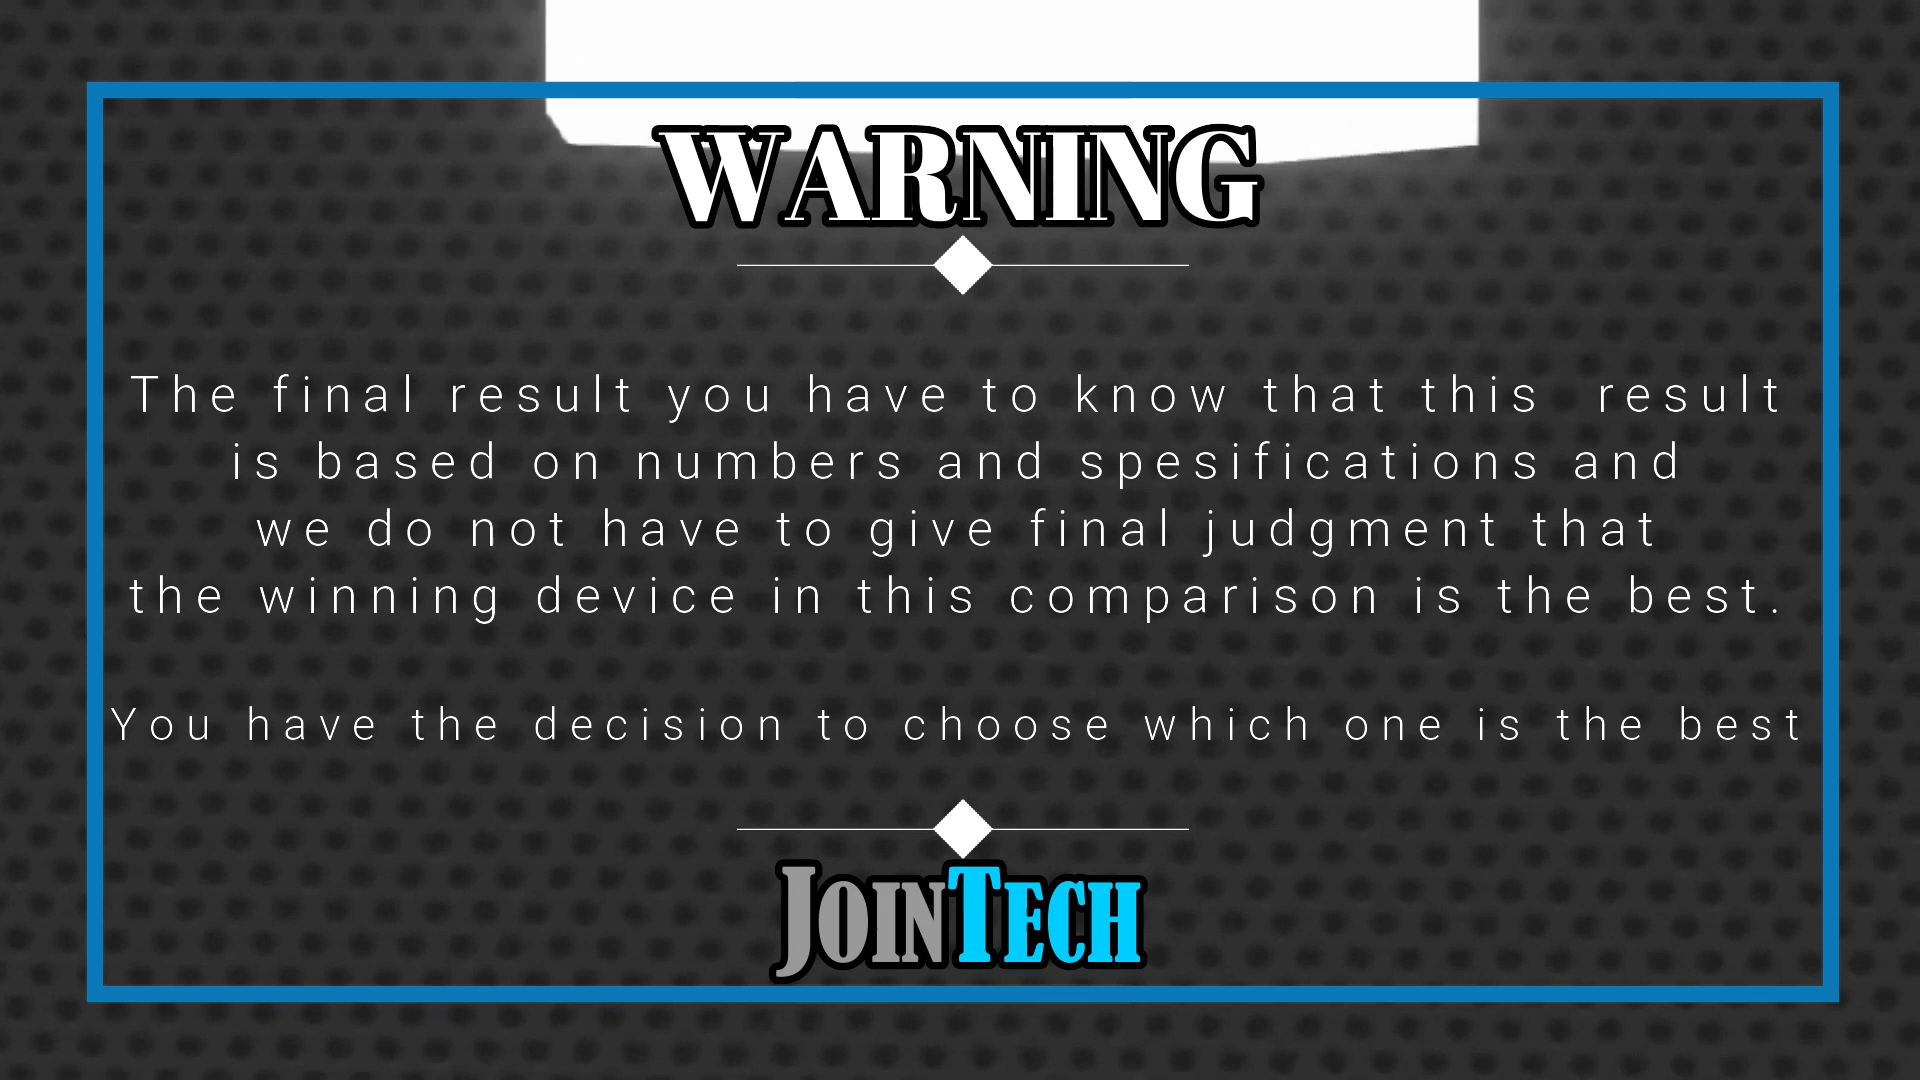 WARNING
The final result you have to know that this result
is based on numbers and spesifications and
we do not have to give final judgment that
the winning device in this comparison is the best.
You have the decision to choose which one is the best
JOINTECH